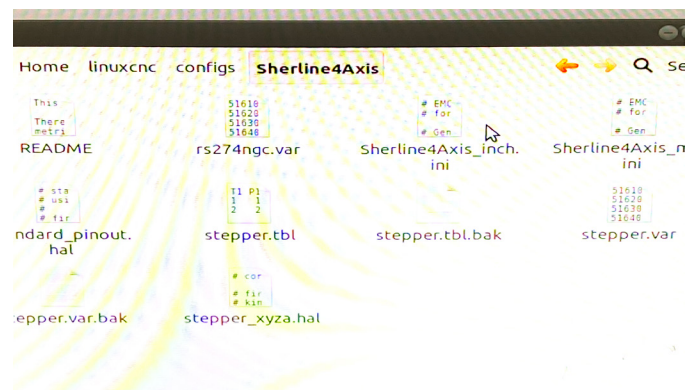 Home linuxcnc configs Sherline4Axis Se
This
There
metri
README
51610
51620
51630
51640
rs274ngc.var
# EMC
# for
# Gen
Sherline4Axis_inch.
ini
# EMC
# for
# Gen
Sherline4Axis_m
ini
# sta
# usi
#
# fir
ndard_pinout.
hal
T1 P1
1 1
2 2
stepper.tbl
stepper.tbl.bak
51610
51620
51630
51640
stepper.var
epper.var.bak
# cor
# fir
# kin
stepper_xyza.hal